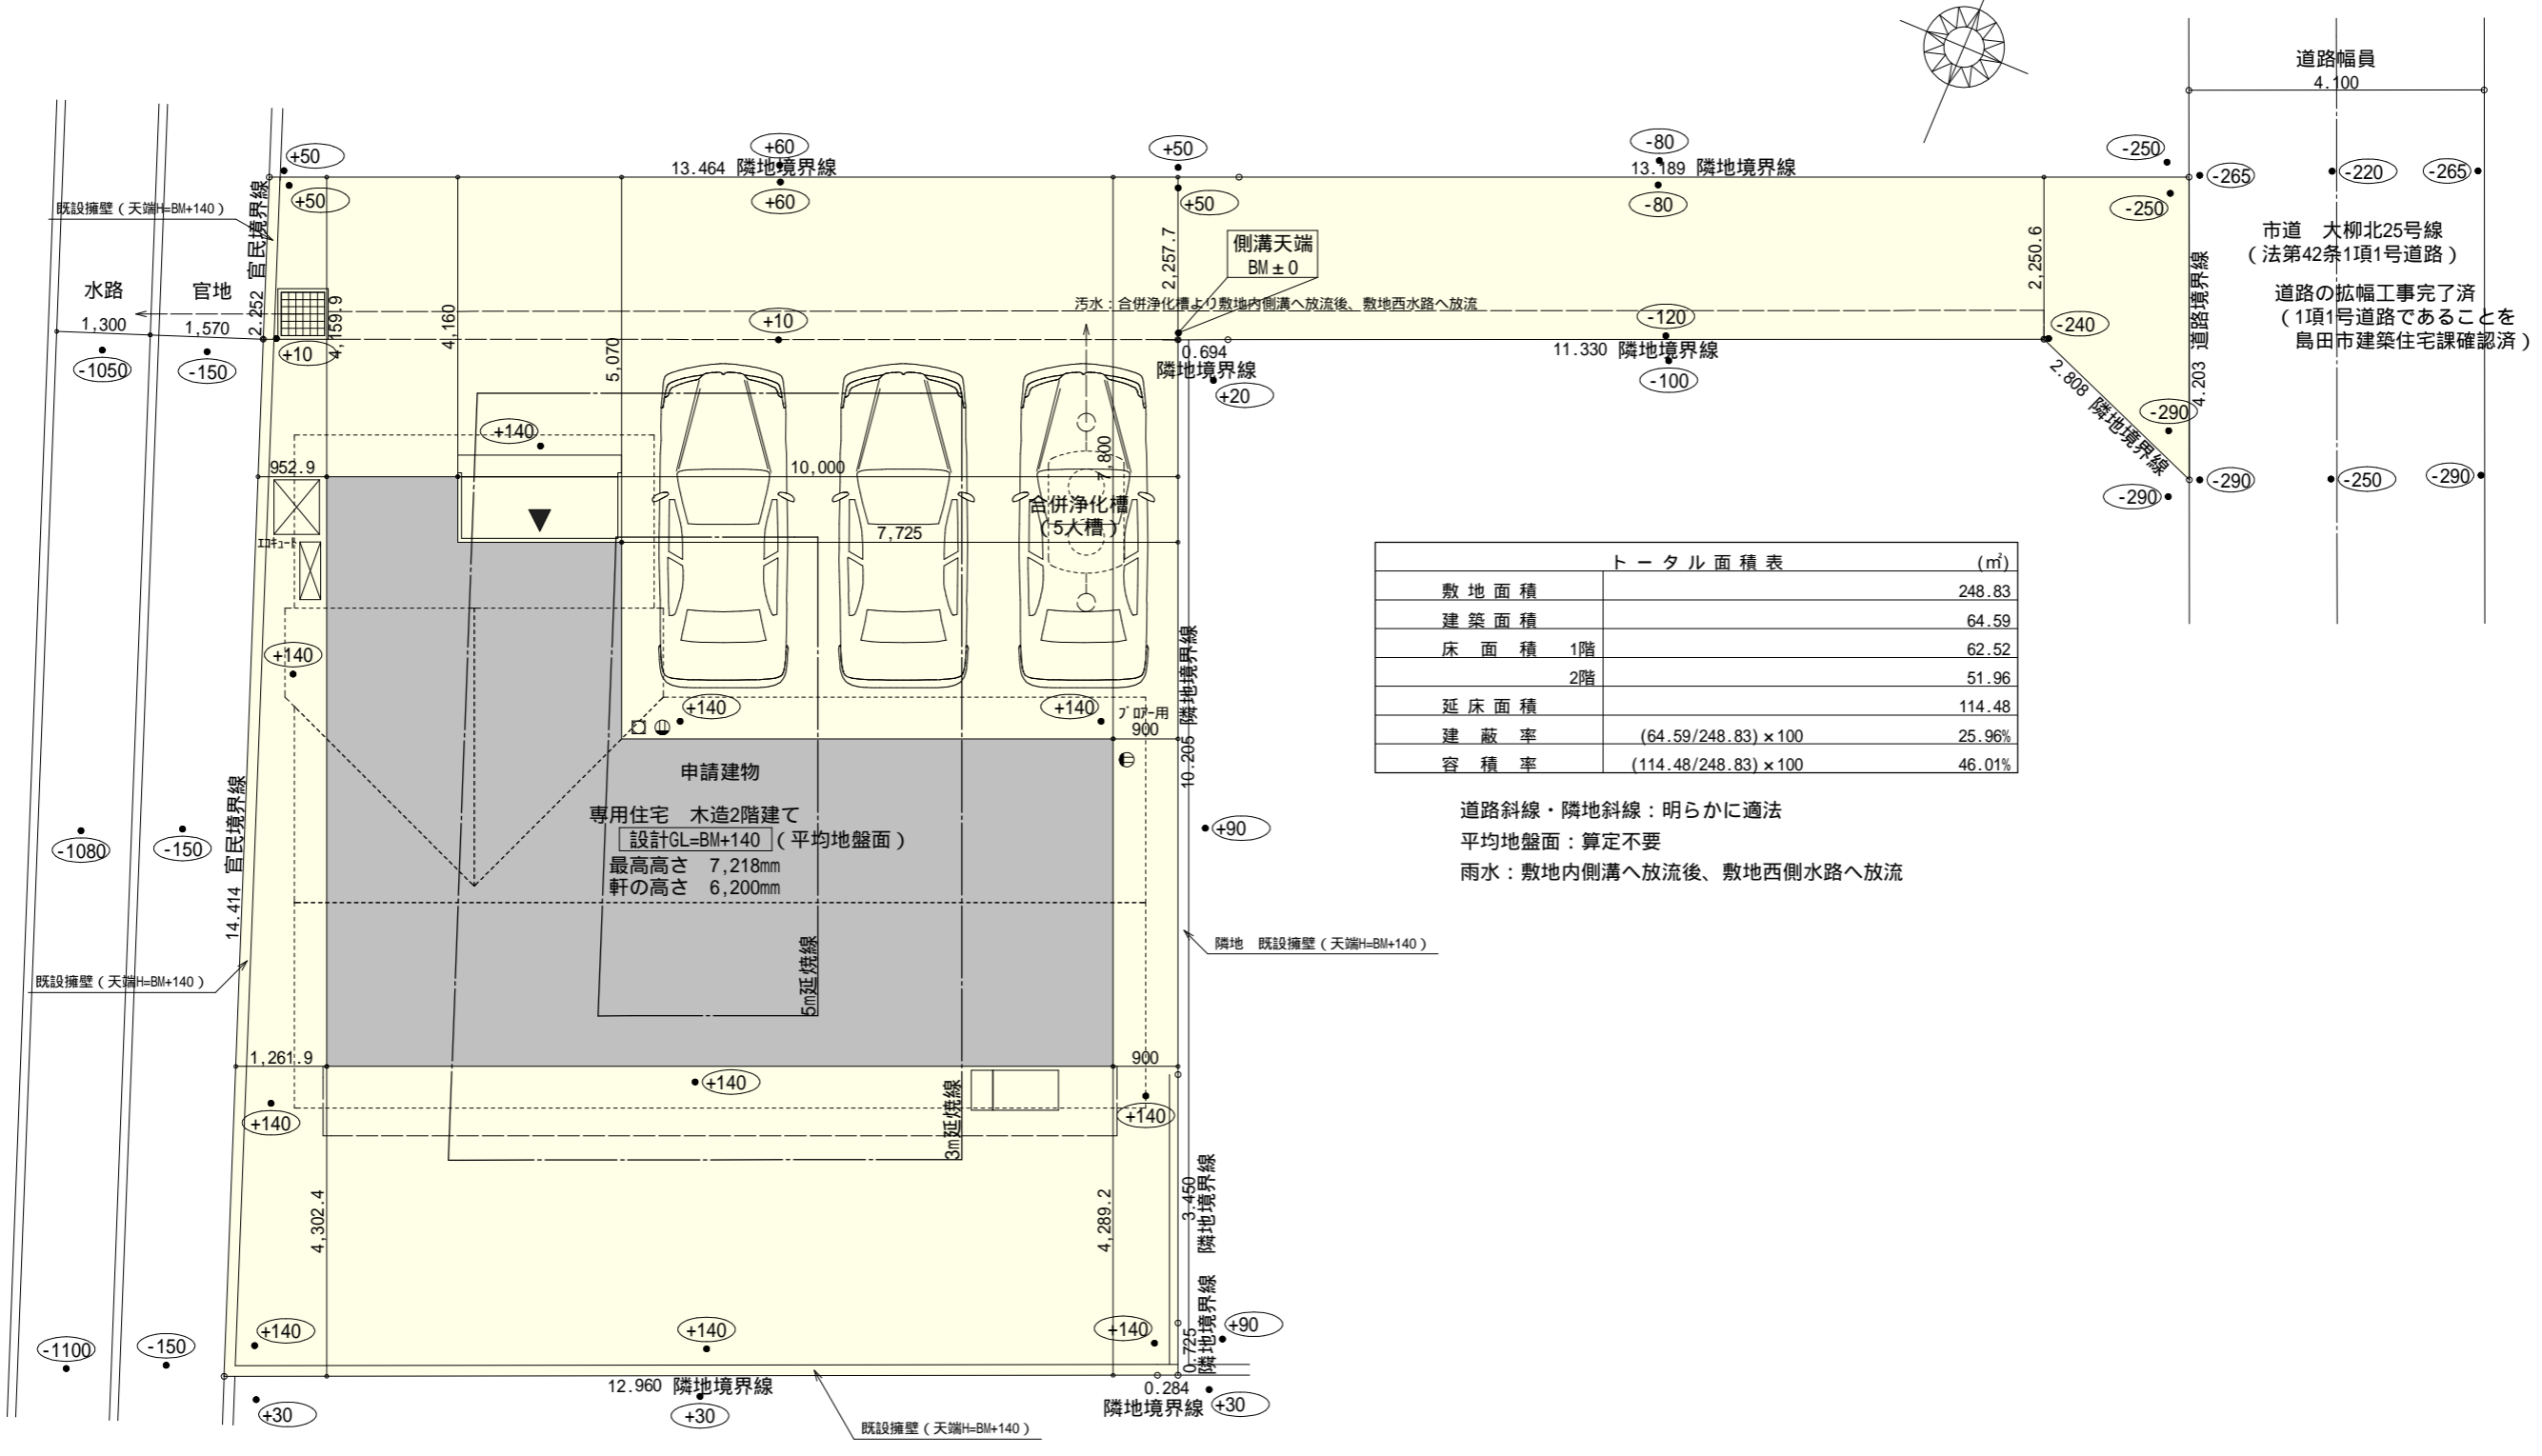 道路幅員
4.100
+50
+60
+50
-80
-250
13.464 隣地境界線
13.189 隣地境界線
-265
-220
-265
+50
+60
+50
-80
-250
既設擁壁（天端H=BM+140）
2.252 官民境界線
2,257.7
側溝天端
BM±0
2,250.6
4.203 道路境界線
市道　大柳北25号線
（法第42条1項1号道路）
道路の拡幅工事完了済
（1項1号道路であることを
島田市建築住宅課確認済）
水路
官地
1,300
1,570
4,159.9
4,160
5,070
汚水：合併浄化槽より敷地内側溝へ放流後、敷地西水路へ放流
+10
-120
-240
+10
-1050
-150
0.694
隣地境界線
11.330 隣地境界線
-100
+20
2.808 隣地境界線
-290
-290
-290
-250
-290
+140
952.9
10,000
7,800
合併浄化槽
（5人槽）
7,725
エコキュート
トータル面積表 (㎡)
敷地面積 248.83
建築面積 64.59
床面積 1階 62.52
2階 51.96
延床面積 114.48
建蔽率 (64.59/248.83)×100 25.96%
容積率 (114.48/248.83)×100 46.01%
+140
+140
+140
ブロアー用
900
10.205 隣地境界線
申請建物
専用住宅　木造2階建て
設計GL=BM+140（平均地盤面）
最高高さ　7,218mm
軒の高さ　6,200mm
道路斜線・隣地斜線：明らかに適法
平均地盤面：算定不要
雨水：敷地内側溝へ放流後、敷地西側水路へ放流
-1080
-150
14.414 官民境界線
+90
5m延焼線
隣地　既設擁壁（天端H=BM+140）
既設擁壁（天端H=BM+140）
1,261.9
900
+140
3m延焼線
+140
+140
4,302.4
4,289.2
3.450
隣地境界線
0.725
隣地境界線
-1100
-150
+140
+140
+140
+90
12.960 隣地境界線
0.284
隣地境界線
+30
+30
+30
既設擁壁（天端H=BM+140）